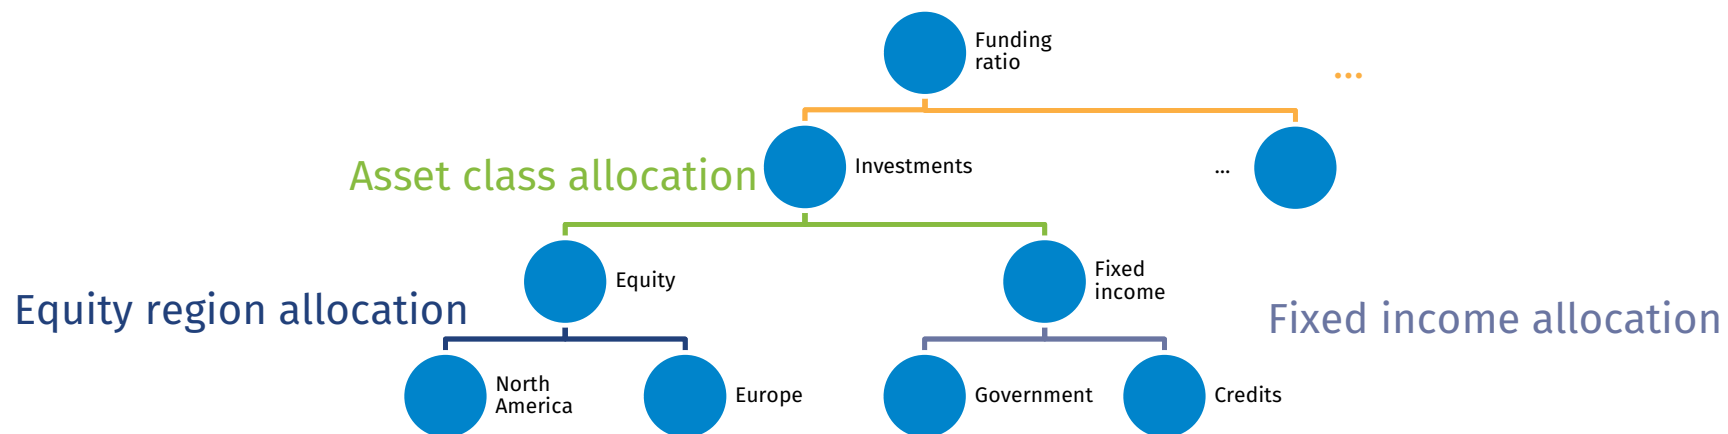 Funding
ratio
...
Investments
...
Asset class allocation
Equity
Fixed
income
Equity region allocation
Fixed income allocation
North
America
Europe
Government
Credits